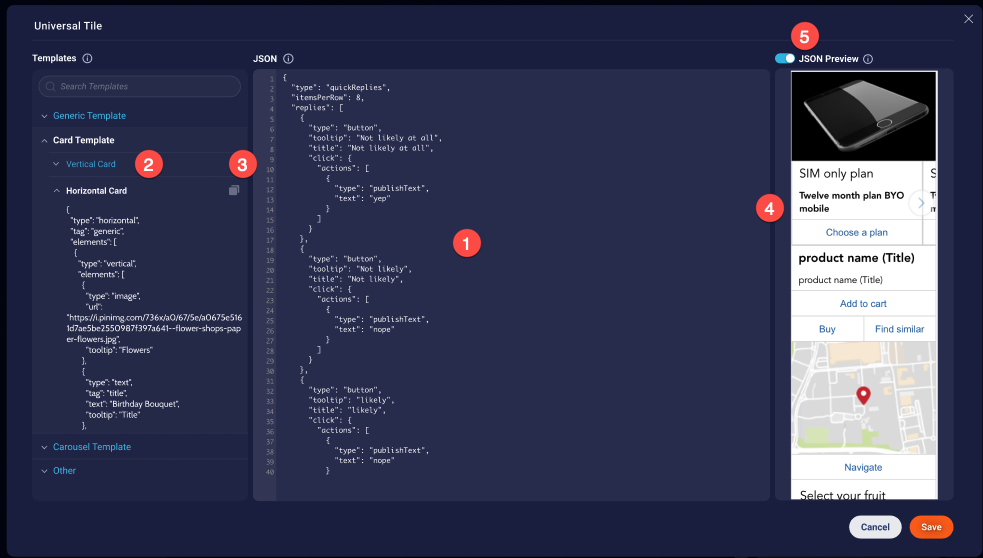 Universal Tile
5
Templates
JSON
JSON Preview
Search Templates
Generic Template
Card Template
Vertical Card
2
3
Horizontal Card
{
"type": "horizontal",
"tag": "generic",
"elements": [
{
"type": "vertical",
"elements": [
{
"type": "image",
"url":
"https://i.pinimg.com/736x/a0/67/5e/a0675e516
1d7ae5be2550987f397a641--flower-shops-pap
er-flowers.jpg",
"tooltip": "Flowers"
},
{
"type": "text",
"tag": "title",
"text": "Birthday Bouquet",
"tooltip": "Title"
},
Carousel Template
Other
1 {
2 "type": "quickReplies",
3 "itemsPerRow": 8,
4 "replies": [
5 {
6 "type": "button",
7 "tooltip": "Not likely at all",
8 "title": "Not likely at all",
9 "click": {
10 "actions": [
11 {
12 "type": "publishText",
13 "text": "yep"
14 }
15 ]
16 }
17 },
18 {
19 "type": "button",
20 "tooltip": "Not likely",
21 "title": "Not likely",
22 "click": {
23 "actions": [
24 {
25 "type": "publishText",
26 "text": "nope"
27 }
28 ]
29 }
30 },
31 {
32 "type": "button",
33 "tooltip": "likely",
34 "title": "likely",
35 "click": {
36 "actions": [
37 {
38 "type": "publishText",
39 "text": "nope"
40 }
1
4
SIM only plan
S
Twelve month plan BYO
mobile
Choose a plan
product name (Title)
product name (Title)
Add to cart
Buy
Find similar
Navigate
Select your fruit
Cancel
Save